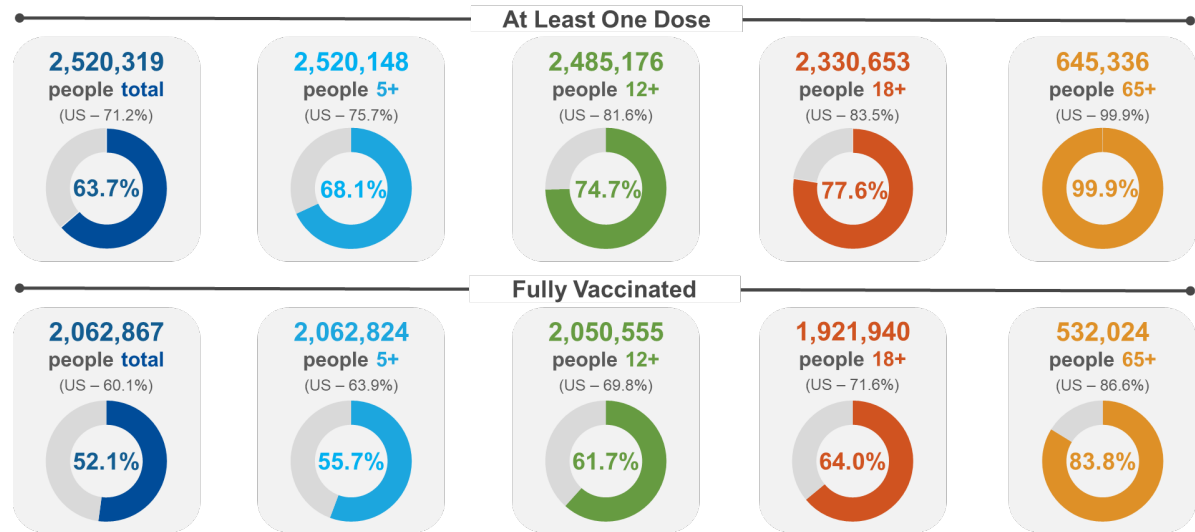 At Least One Dose
2,520,319
people total
(US – 71.2%)
63.7%
2,520,148
people 5+
(US – 75.7%)
68.1%
2,485,176
people 12+
(US – 81.6%)
74.7%
2,330,653
people 18+
(US – 83.5%)
77.6%
645,336
people 65+
(US – 99.9%)
99.9%
Fully Vaccinated
2,062,867
people total
(US – 60.1%)
52.1%
2,062,824
people 5+
(US – 63.9%)
55.7%
2,050,555
people 12+
(US – 69.8%)
61.7%
1,921,940
people 18+
(US – 71.6%)
64.0%
532,024
people 65+
(US – 86.6%)
83.8%